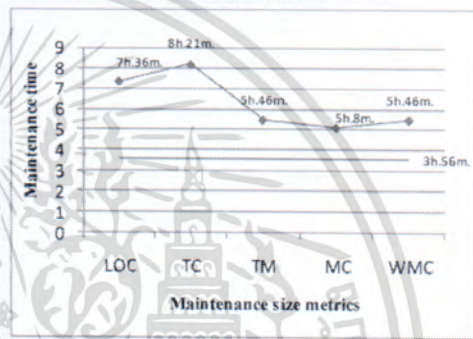 Maintenance time
9
8
7
6
5
4
3
2
1
0
7h.36m.
8h.21m.
5h.46m.
5h.8m.
5h.46m.
3h.56m.
LOC TC TM MC WMC
Maintenance size metrics